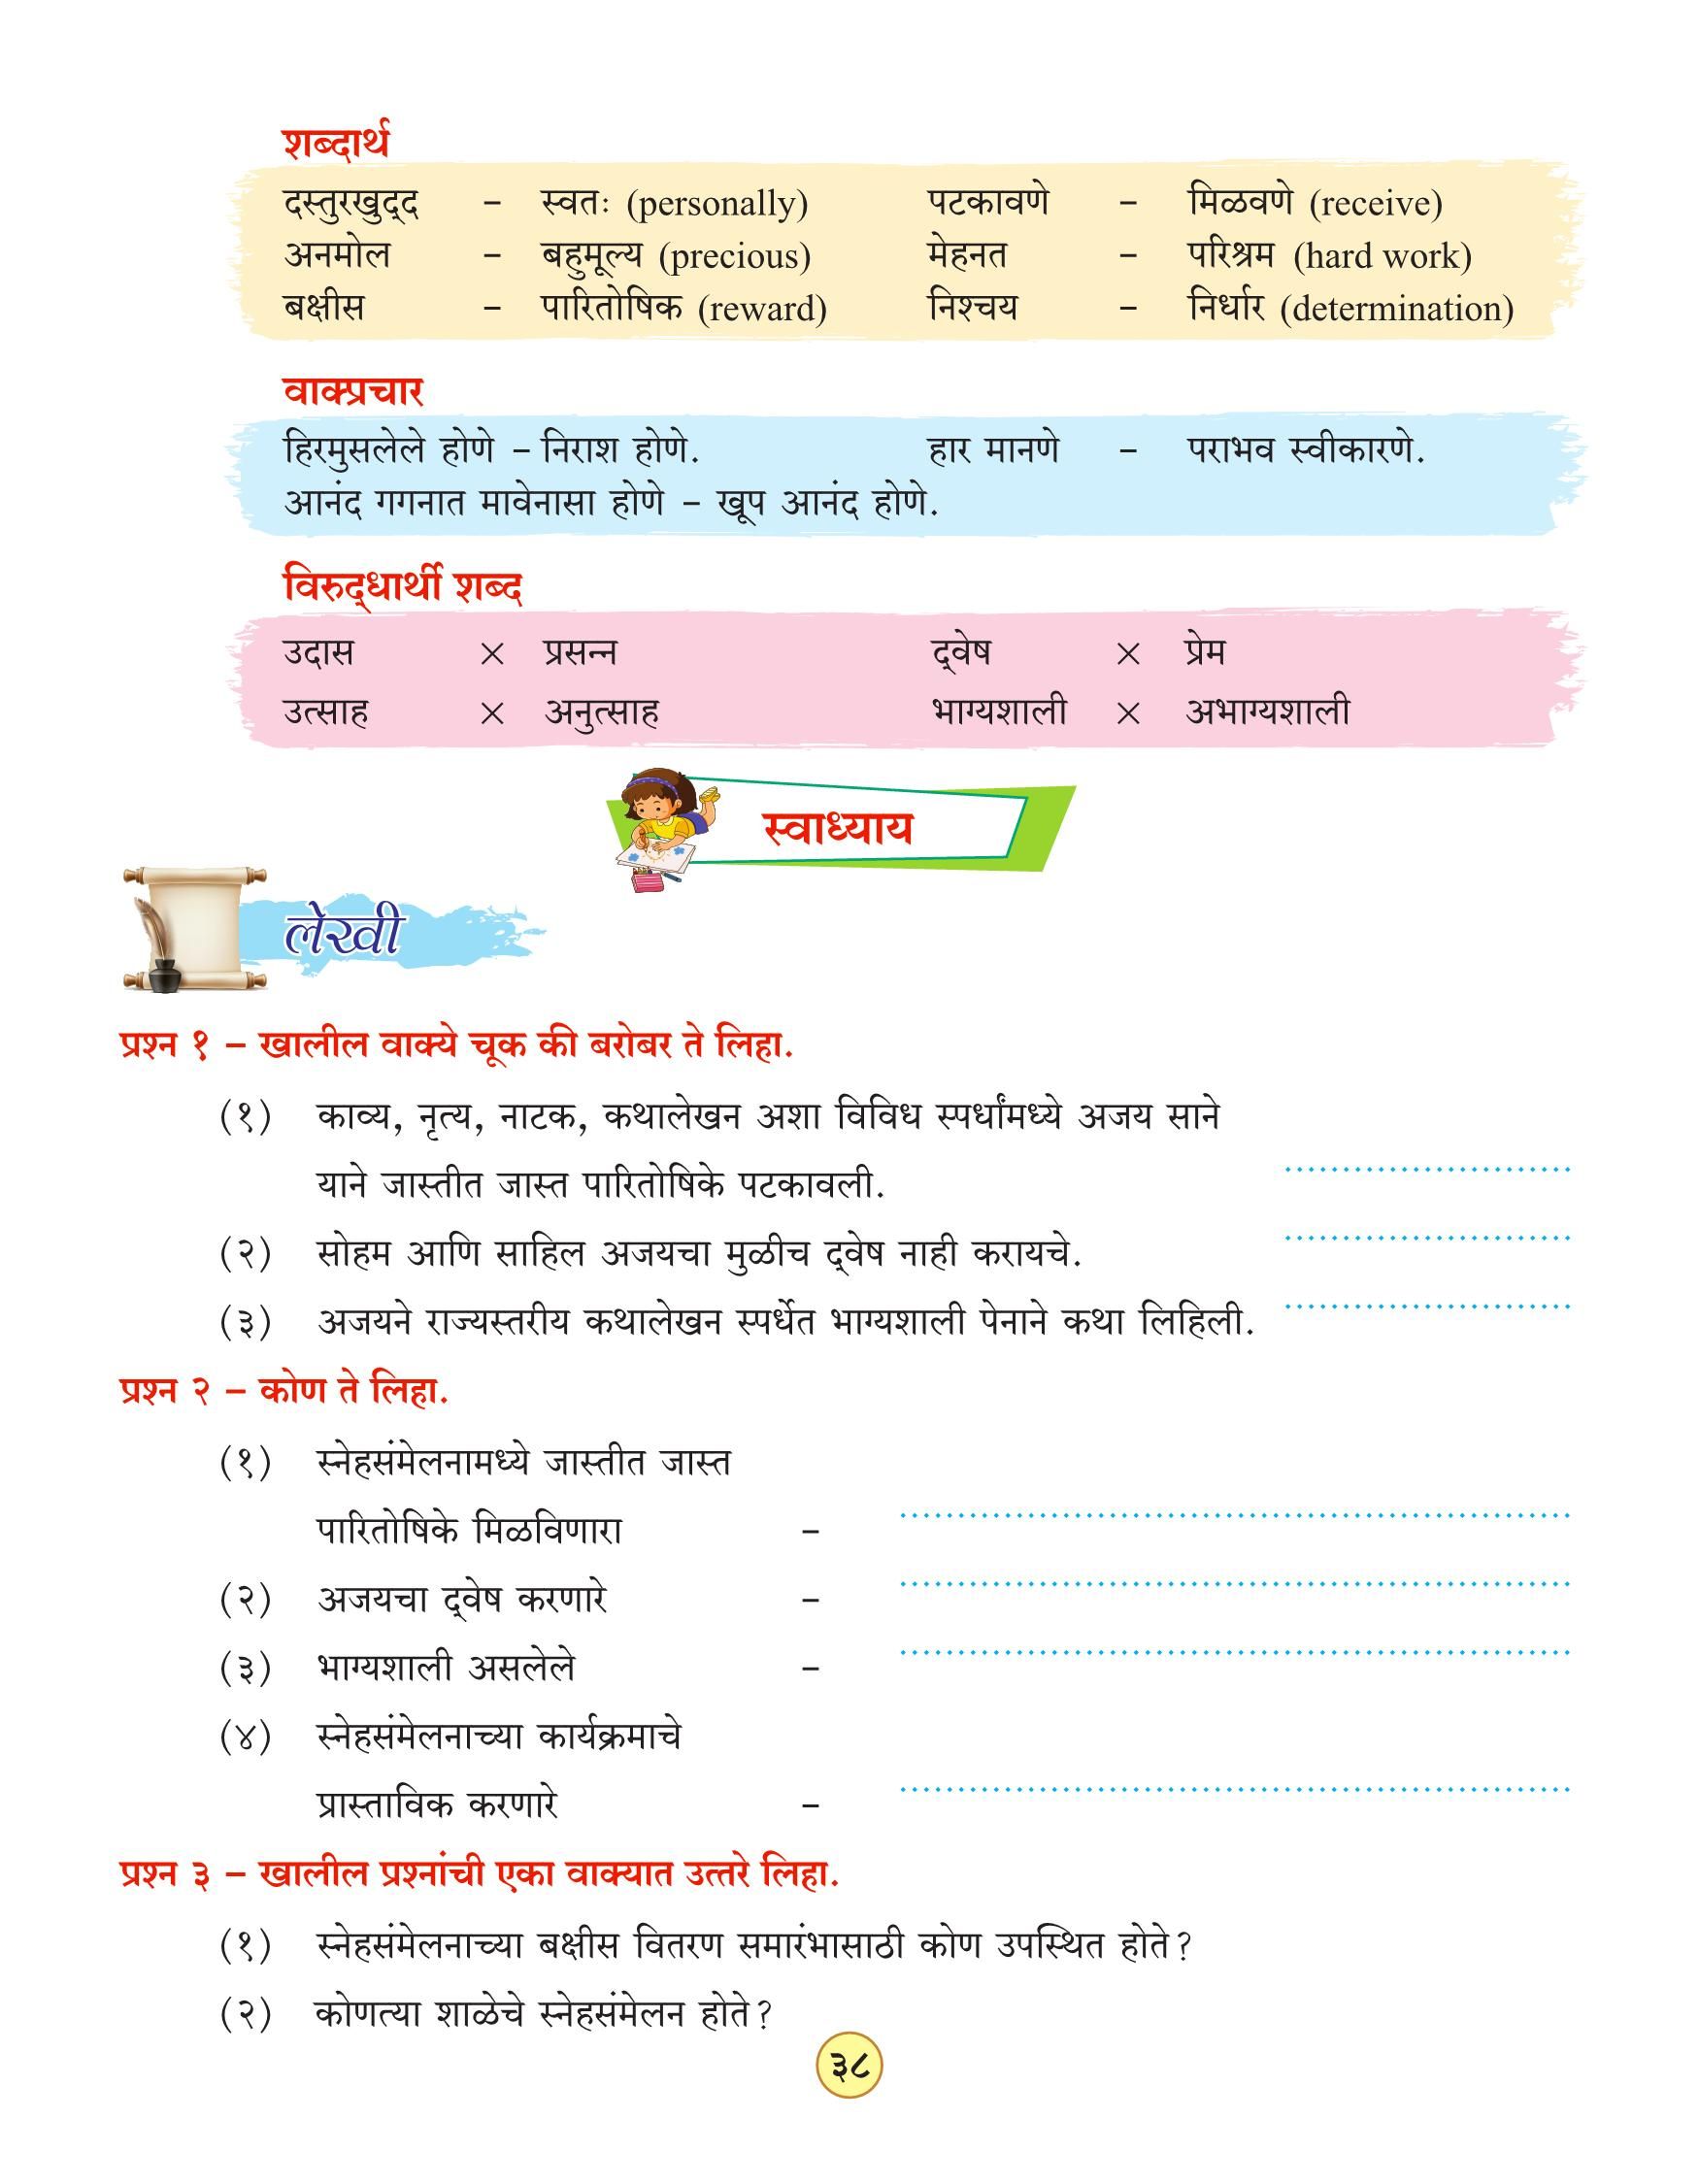 शब्दार्थ
दस्तुरखुद्द – स्वतः (personally) पटकावणे – मिळवणे (receive)
अनमोल – बहुमूल्य (precious) मेहनत – परिश्रम (hard work)
बक्षीस – पारितोषिक (reward) निश्चय – निर्धार (determination)
वाक्प्रचार
हिरमुसलेले होणे – निराश होणे. हार मानणे – पराभव स्वीकारणे.
आनंद गगनात मावेनासा होणे – खूप आनंद होणे.
विरुद्धार्थी शब्द
उदास × प्रसन्न द्वेष × प्रेम
उत्साह × अनुत्साह भाग्यशाली × अभाग्यशाली
स्वाध्याय
लेखी
प्रश्न १ – खालील वाक्ये चूक की बरोबर ते लिहा.
(१) काव्य, नृत्य, नाटक, कथालेखन अशा विविध स्पर्धांमध्ये अजय साने
याने जास्तीत जास्त पारितोषिके पटकावली. ........................
(२) सोहम आणि साहिल अजयचा मुळीच द्वेष नाही करायचे. ........................
(३) अजयने राज्यस्तरीय कथालेखन स्पर्धेत भाग्यशाली पेनाने कथा लिहिली. ........................
प्रश्न २ – कोण ते लिहा.
(१) स्नेहसंमेलनामध्ये जास्तीत जास्त
पारितोषिके मिळविणारा – ........................
(२) अजयचा द्वेष करणारे – ........................
(३) भाग्यशाली असलेले – ........................
(४) स्नेहसंमेलनाच्या कार्यक्रमाचे
प्रास्ताविक करणारे – ........................
प्रश्न ३ – खालील प्रश्नांची एका वाक्यात उत्तरे लिहा.
(१) स्नेहसंमेलनाच्या बक्षीस वितरण समारंभासाठी कोण उपस्थित होते?
(२) कोणत्या शाळेचे स्नेहसंमेलन होते?
३८